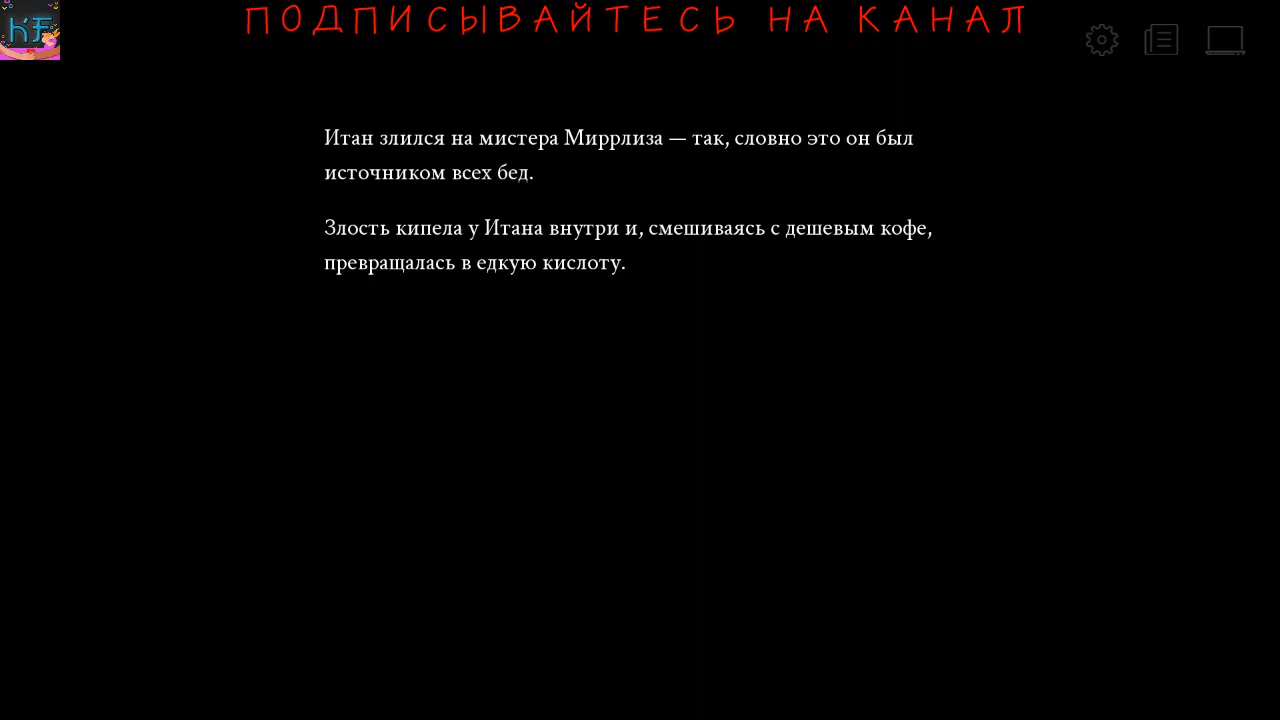 ПОДПИСЫВАЙТЕСЬ НА КАНАЛ
KF
Итан злился на мистера Миррлиза — так, словно это он был
источником всех бед.
Злость кипела у Итана внутри и, смешиваясь с дешевым кофе,
превращалась в едкую кислоту.